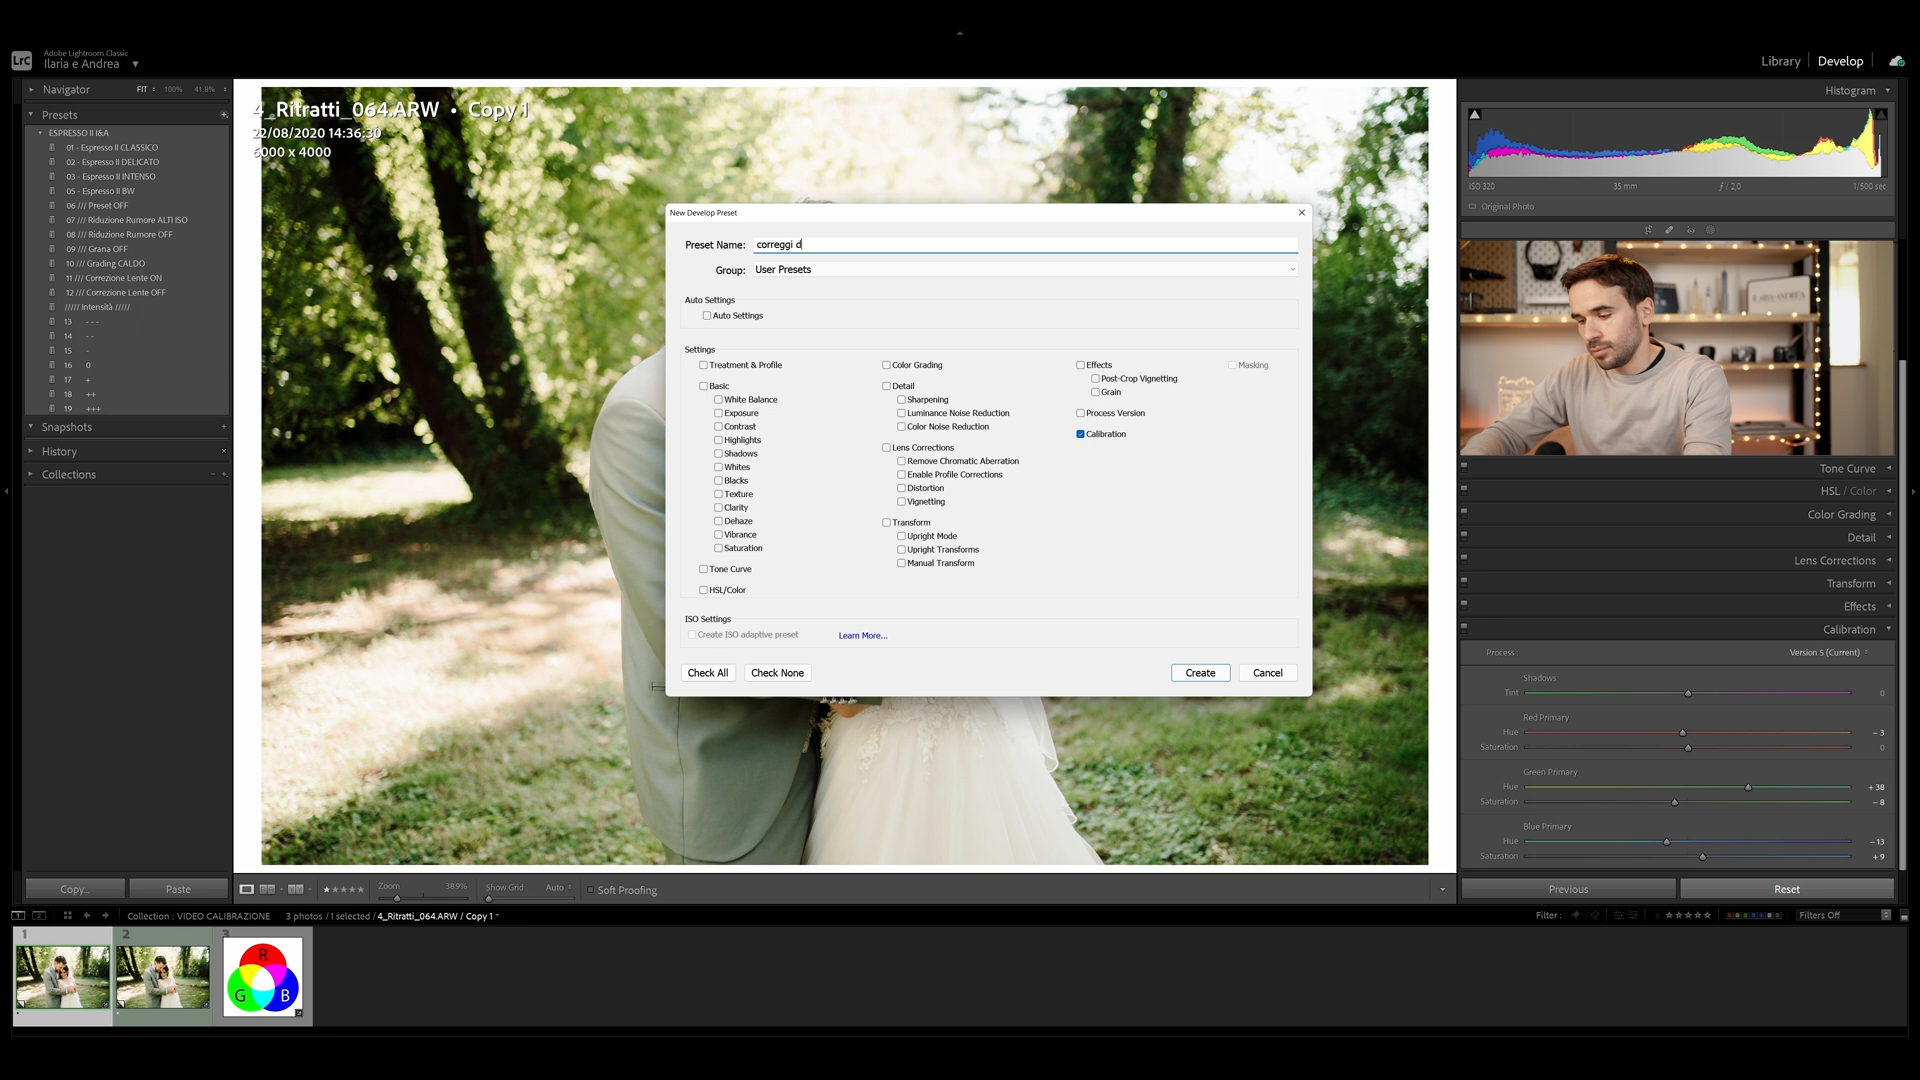 Adobe Lightroom Classic
LrC
Ilaria e Andrea
Library
Develop
Navigator
FIT
100%
41.8%
Presets
ESPRESSO II I&A
01 - Espresso II CLASSICO
02 - Espresso II DELICATO
03 - Espresso II INTENSO
05 - Espresso II BW
06 /// Preset OFF
07 /// Riduzione Rumore ALTI ISO
08 /// Riduzione Rumore OFF
09 /// Grana OFF
10 /// Grading CALDO
11 /// Correzione Lente ON
12 /// Correzione Lente OFF
///// Intensità /////
13 - - -
14 - -
15 -
16 0
17 +
18 ++
19 +++
Snapshots
History
Collections
Copy...
Paste
4_Ritratti_064.ARW • Copy 1
22/08/2020 14:36:30
6000 x 4000
New Develop Preset
Preset Name: correggi d
Group: User Presets
Auto Settings
Auto Settings
Settings
Treatment & Profile
Basic
White Balance
Exposure
Contrast
Highlights
Shadows
Whites
Blacks
Texture
Clarity
Dehaze
Vibrance
Saturation
Tone Curve
HSL/Color
Color Grading
Detail
Sharpening
Luminance Noise Reduction
Color Noise Reduction
Lens Corrections
Remove Chromatic Aberration
Enable Profile Corrections
Distortion
Vignetting
Transform
Upright Mode
Upright Transforms
Manual Transform
Effects
Post-Crop Vignetting
Grain
Process Version
Calibration
Masking
ISO Settings
Create ISO adaptive preset
Learn More...
Check All
Check None
Create
Cancel
Histogram
ISO 320
35 mm
ƒ / 2,0
1/500 sec
Original Photo
Tone Curve
HSL / Color
Color Grading
Detail
Lens Corrections
Transform
Effects
Calibration
Process :
Version 5 (Current)
Shadows
Tint 0
Red Primary
Hue - 3
Saturation 0
Green Primary
Hue + 38
Saturation - 8
Blue Primary
Hue - 13
Saturation + 9
Previous
Reset
Zoom
38.9%
Show Grid
Auto
Soft Proofing
1
2
Collection : VIDEO CALIBRAZIONE
3 photos / 1 selected / 4_Ritratti_064.ARW / Copy 1
Filter :
Filters Off
1
2
3
R
G
B